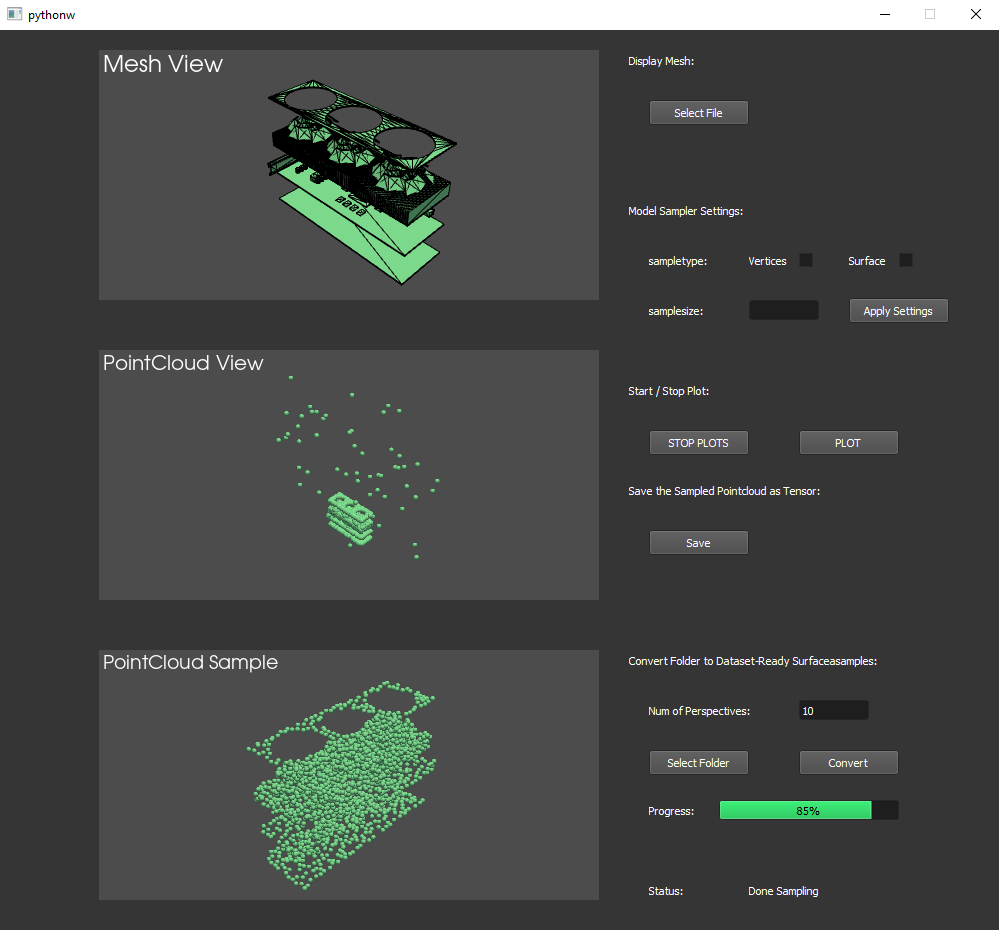 pythonw
Mesh View
Display Mesh:
Select File
Model Sampler Settings:
sampletype: Vertices Surface
samplesize: Apply Settings
PointCloud View
Start / Stop Plot:
STOP PLOTS PLOT
Save the Sampled Pointcloud as Tensor:
Save
PointCloud Sample
Convert Folder to Dataset-Ready Surfaceasamples:
Num of Perspectives: 10
Select Folder Convert
Progress: 85%
Status: Done Sampling